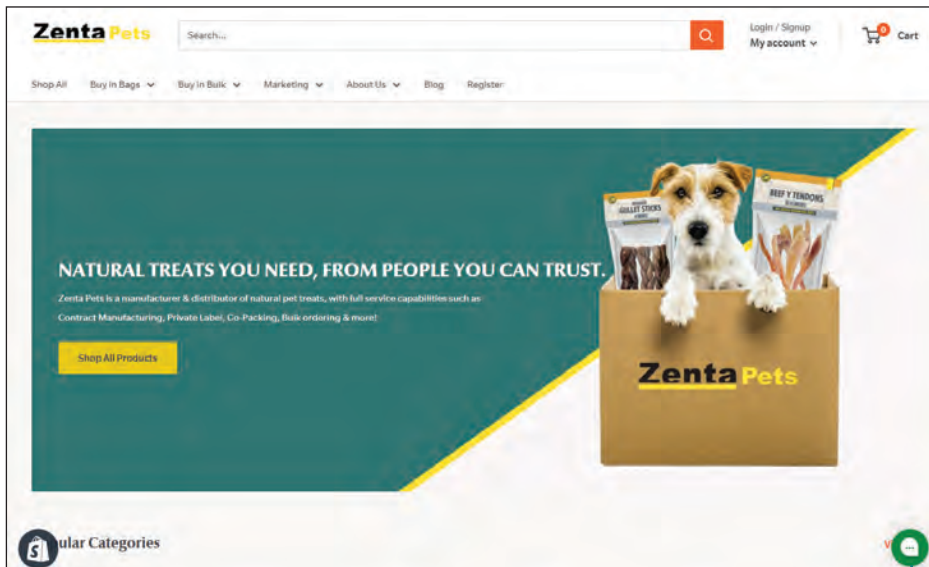 Zenta Pets
Search...
Login / Signup
My account
0
Cart
Shop All
Buy in Bags
Buy in Bulk
Marketing
About Us
Blog
Register
GULLET STICKS
BEEF Y TENDONS
NATURAL TREATS YOU NEED, FROM PEOPLE YOU CAN TRUST.
Zenta Pets is a manufacturer & distributor of natural pet treats, with full service capabilities such as
Contract Manufacturing, Private Label, Co-Packing, Bulk ordering & more!
Shop All Products
Zenta Pets
ular Categories